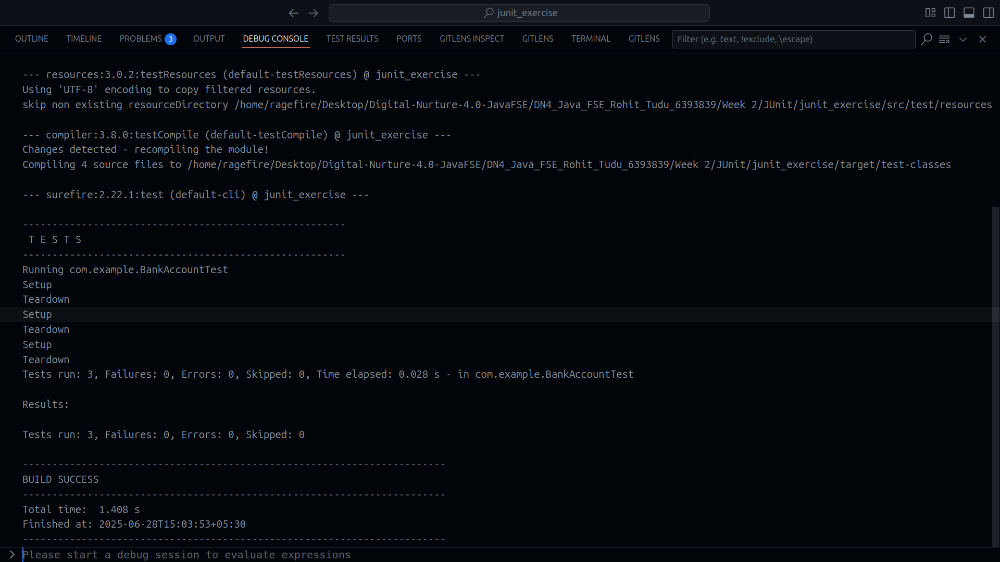 junit_exercise
OUTLINE TIMELINE PROBLEMS 3 OUTPUT DEBUG CONSOLE TEST RESULTS PORTS GITLENS INSPECT GITLENS TERMINAL GITLENS Filter (e.g. text, !exclude, \escape)
--- resources:3.0.2:testResources (default-testResources) @ junit_exercise ---
Using 'UTF-8' encoding to copy filtered resources.
skip non existing resourceDirectory /home/ragefire/Desktop/Digital-Nurture-4.0-JavaFSE/DN4_Java_FSE_Rohit_Tudu_6393839/Week 2/JUnit/junit_exercise/src/test/resources
--- compiler:3.8.0:testCompile (default-testCompile) @ junit_exercise ---
Changes detected - recompiling the module!
Compiling 4 source files to /home/ragefire/Desktop/Digital-Nurture-4.0-JavaFSE/DN4_Java_FSE_Rohit_Tudu_6393839/Week 2/JUnit/junit_exercise/target/test-classes
--- surefire:2.22.1:test (default-cli) @ junit_exercise ---
-------------------------------------------------------
T E S T S
-------------------------------------------------------
Running com.example.BankAccountTest
Setup
Teardown
Setup
Teardown
Setup
Teardown
Tests run: 3, Failures: 0, Errors: 0, Skipped: 0, Time elapsed: 0.028 s - in com.example.BankAccountTest
Results:
Tests run: 3, Failures: 0, Errors: 0, Skipped: 0
------------------------------------------------------------------------
BUILD SUCCESS
------------------------------------------------------------------------
Total time:  1.408 s
Finished at: 2025-06-28T15:03:53+05:30
------------------------------------------------------------------------
Please start a debug session to evaluate expressions